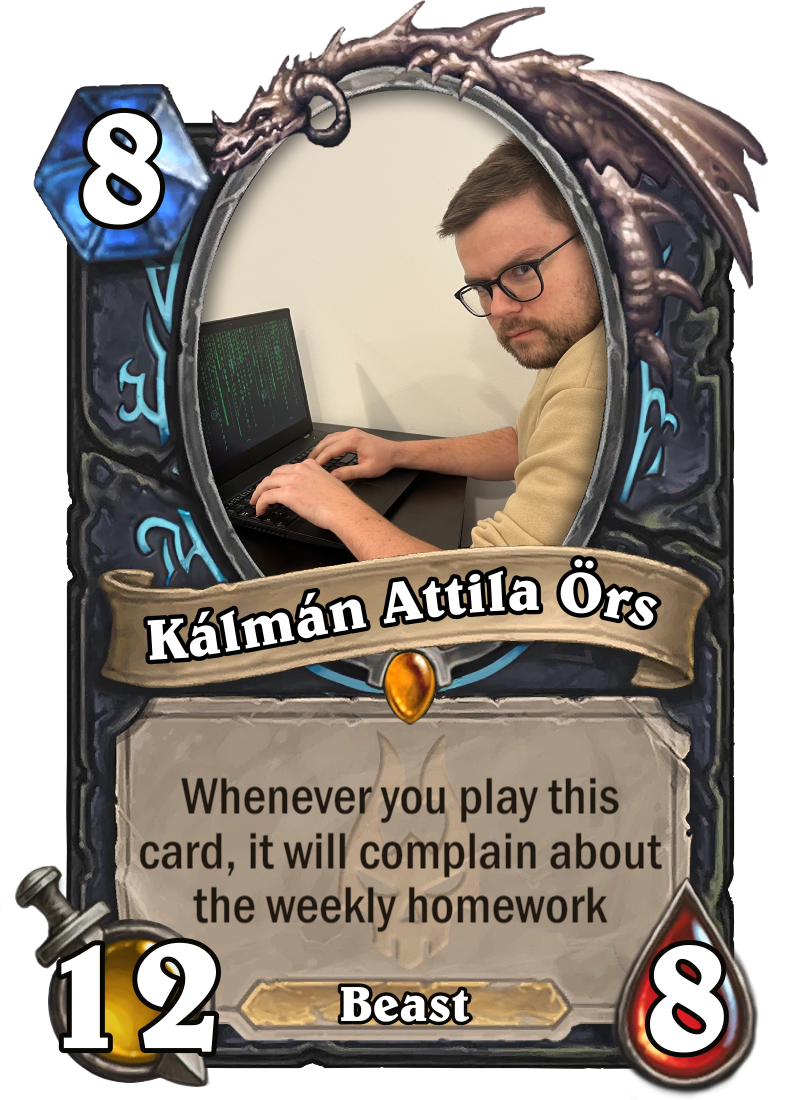 8
Kálmán Attila Örs
Whenever you play this
card, it will complain about
the weekly homework
12
Beast
8